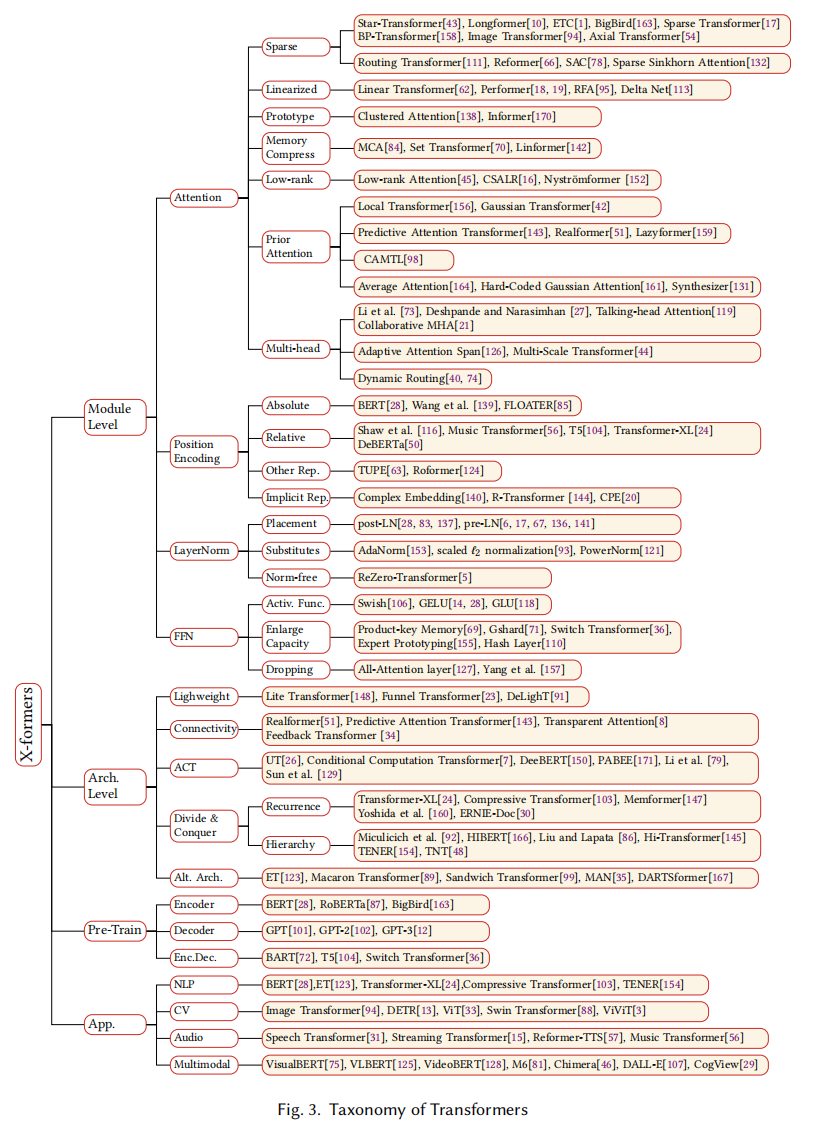 X-formers
Module
Level
Attention
Sparse
Star-Transformer[43], Longformer[10], ETC[1], BigBird[163], Sparse Transformer[17]
BP-Transformer[158], Image Transformer[94], Axial Transformer[54]
Routing Transformer[111], Reformer[66], SAC[78], Sparse Sinkhorn Attention[132]
Linearized
Linear Transformer[62], Performer[18, 19], RFA[95], Delta Net[113]
Prototype
Clustered Attention[138], Informer[170]
Memory
Compress
MCA[84], Set Transformer[70], Linformer[142]
Low-rank
Low-rank Attention[45], CSALR[16], Nyströmformer [152]
Prior
Attention
Local Transformer[156], Gaussian Transformer[42]
Predictive Attention Transformer[143], Realformer[51], Lazyformer[159]
CAMTL[98]
Average Attention[164], Hard-Coded Gaussian Attention[161], Synthesizer[131]
Multi-head
Li et al. [73], Deshpande and Narasimhan [27], Talking-head Attention[119]
Collaborative MHA[21]
Adaptive Attention Span[126], Multi-Scale Transformer[44]
Dynamic Routing[40, 74]
Position
Encoding
Absolute
BERT[28], Wang et al. [139], FLOATER[85]
Relative
Shaw et al. [116], Music Transformer[56], T5[104], Transformer-XL[24]
DeBERTa[50]
Other Rep.
TUPE[63], Roformer[124]
Implicit Rep.
Complex Embedding[140], R-Transformer [144], CPE[20]
LayerNorm
Placement
post-LN[28, 83, 137], pre-LN[6, 17, 67, 136, 141]
Substitutes
AdaNorm[153], scaled ℓ2 normalization[93], PowerNorm[121]
Norm-free
ReZero-Transformer[5]
FFN
Activ. Func.
Swish[106], GELU[14, 28], GLU[118]
Enlarge
Capacity
Product-key Memory[69], Gshard[71], Switch Transformer[36],
Expert Prototyping[155], Hash Layer[110]
Dropping
All-Attention layer[127], Yang et al. [157]
Arch.
Level
Lighweight
Lite Transformer[148], Funnel Transformer[23], DeLighT[91]
Connectivity
Realformer[51], Predictive Attention Transformer[143], Transparent Attention[8]
Feedback Transformer [34]
ACT
UT[26], Conditional Computation Transformer[7], DeeBERT[150], PABEE[171], Li et al. [79],
Sun et al. [129]
Divide &
Conquer
Recurrence
Transformer-XL[24], Compressive Transformer[103], Memformer[147]
Yoshida et al. [160], ERNIE-Doc[30]
Hierarchy
Miculicich et al. [92], HIBERT[166], Liu and Lapata [86], Hi-Transformer[145]
TENER[154], TNT[48]
Alt. Arch.
ET[123], Macaron Transformer[89], Sandwich Transformer[99], MAN[35], DARTSformer[167]
Pre-Train
Encoder
BERT[28], RoBERTa[87], BigBird[163]
Decoder
GPT[101], GPT-2[102], GPT-3[12]
Enc.Dec.
BART[72], T5[104], Switch Transformer[36]
App.
NLP
BERT[28],ET[123], Transformer-XL[24],Compressive Transformer[103], TENER[154]
CV
Image Transformer[94], DETR[13], ViT[33], Swin Transformer[88], ViViT[3]
Audio
Speech Transformer[31], Streaming Transformer[15], Reformer-TTS[57], Music Transformer[56]
Multimodal
VisualBERT[75], VLBERT[125], VideoBERT[128], M6[81], Chimera[46], DALL-E[107], CogView[29]
Fig. 3. Taxonomy of Transformers